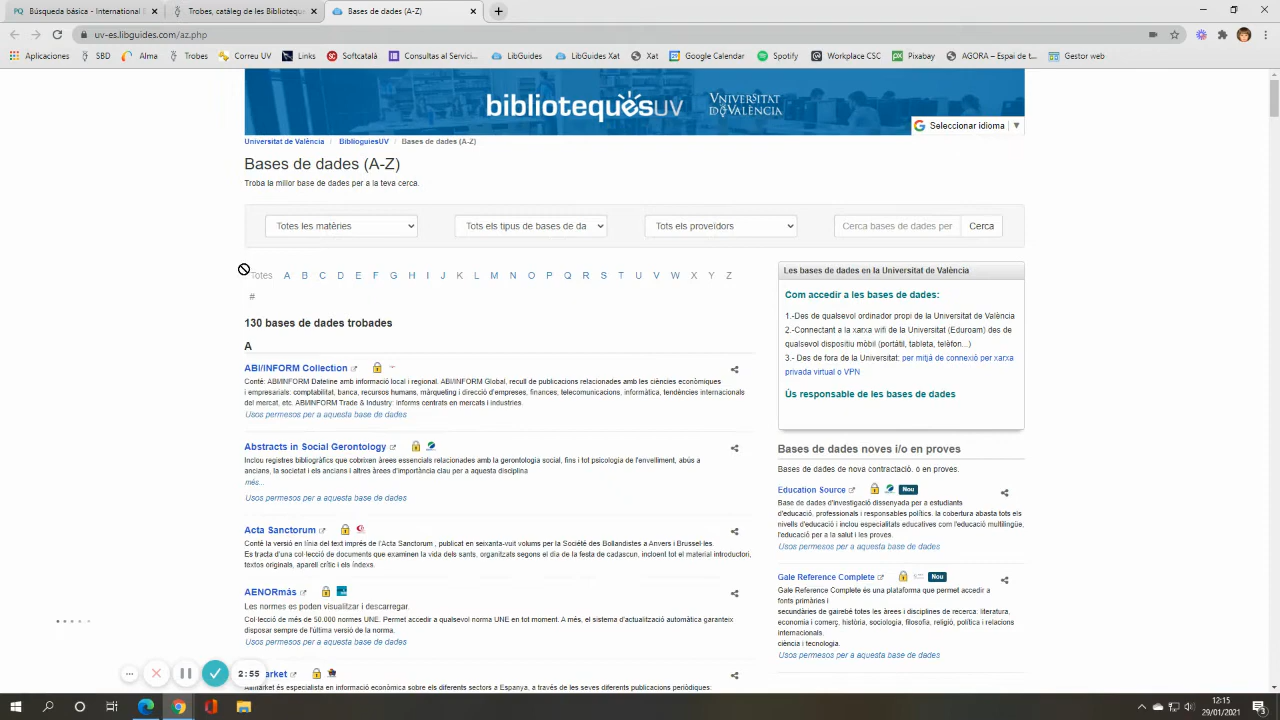 Búsqueda básica - International
Trobes, catàleg de les
Bases de dades (A-Z)
uv-es.libguides.com/az.php
Aplicaciones
SBD
Alma
Trobes
Correu UV
Links
Softcatalà
Consultas al Servici...
LibGuides
LibGuides Xat
Xat
Google Calendar
Spotify
Workplace CSC
Pixabay
AGORA – Espai de t...
Gestor web
bibliotequesUV
VNIVERSITAT D VALÈNCIA
Seleccionar idioma ▼
Universitat de València / BiblioguiesUV / Bases de dades (A-Z)
Bases de dades (A-Z)
Troba la millor base de dades per a la teva cerca.
Totes les matèries
Tots els tipus de bases de da
Tots els proveïdors
Cerca bases de dades per
Cerca
Totes A B C D E F G H I J K L M N O P Q R S T U V W X Y Z
#
130 bases de dades trobades
A
ABI/INFORM Collection
Conté: ABI/INFORM Dateline amb informació local i regional. ABI/INFORM Global, recull de publicacions relacionades amb les ciències econòmiques
i empresarials: comptabilitat, banca, recursos humans, màrqueting i direcció d'empreses, finances, telecomunicacions, informàtica, tendències internacionals
del mercat, etc. ABI/INFORM Trade & Industry: informs centrats en mercats i industries.
Usos permesos per a aquesta base de dades
Abstracts in Social Gerontology
Inclou registres bibliogràfics que cobrixen àrees essencials relacionades amb la gerontologia social, fins i tot psicologia de l'envelliment, abús a
ancians, la societat i els ancians i altres àrees d'importància clau per a aquesta disciplina
més...
Usos permesos per a aquesta base de dades
Acta Sanctorum
Conté la versió en línia del text imprés de l'Acta Sanctorum , publicat en seixanta-vuit volums per la Société des Bollandistes a Anvers i Brussel·les.
Es trata d'una col·lecció de documents que examinen la vida dels sants, organitzats segons el dia de la festa de cadascun, incloent tot el material introductori,
textos originals, aparell crític i els índexs.
AENORmás
Les normes es poden visualitzar i descarregar.
Col·lecció de més de 50.000 normes UNE. Permet accedir a qualsevol norma UNE en tot moment. A més, el sistema d'actualització automàtica garanteix
disposar sempre de l'última versió de la norma.
Usos permesos per a aquesta base de dades
arket
Alimarket és especialista en informació econòmica sobre els diferents sectors a Espanya, a través de les seves diferents publicacions periòdiques:
Les bases de dades en la Universitat de València
Com accedir a les bases de dades:
1.-Des de qualsevol ordinador propi de la Universitat de València
2.-Connectant a la xarxa wifi de la Universitat (Eduroam) des de
qualsevol dispositiu mòbil (portàtil, tableta, telèfon...)
3.- Des de fora de la Universitat: per mitjà de connexió per xarxa
privada virtual o VPN
Ús responsable de les bases de dades
Bases de dades noves i/o en proves
Bases de dades de nova contractació, o en proves.
Education Source
Nou
Base de dades d'investigació dissenyada per a estudiants
d'educació, professionals i responsables polítics. la cobertura abasta tots els
nivells d'educació i inclou especialitats educatives com l'educació multilingüe,
l'educació per a la salut i les proves.
Usos permesos per a aquesta base de dades
Gale Reference Complete
Nou
Gale Reference Complete és una plataforma que permet accedir a
fonts primàries i
secundàries de gairebé totes les àrees i disciplines de recerca: literatura,
economia i comerç, història, sociologia, filosofia, religió, política i relacions
internacionals.
ciència i tecnologia.
Usos permesos per a aquesta base de dades
2:55
12:15
29/01/2021